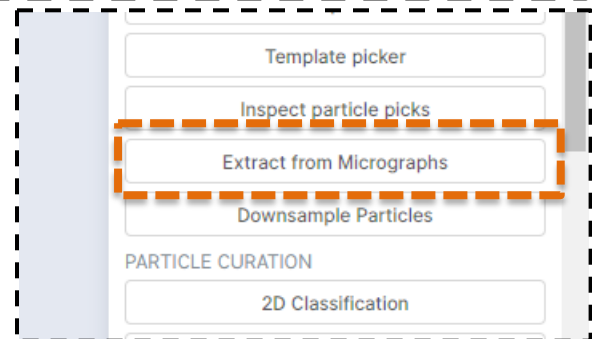 Template picker
Inspect particle picks
Extract from Micrographs
Downsample Particles
PARTICLE CURATION
2D Classification